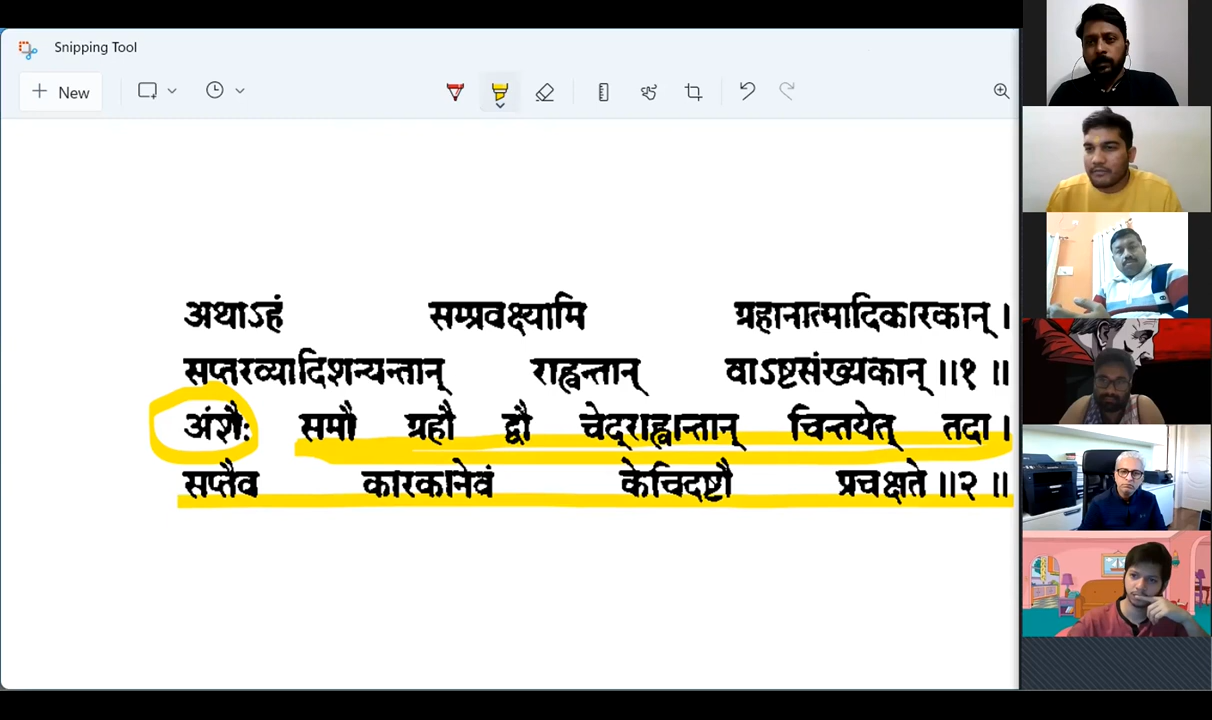 Snipping Tool
New
अथाऽहं सम्प्रवक्ष्यामि ग्रहानात्मादिकारकान् ।
सप्तरव्यादिशन्यन्तान् राह्वन्तान् वाऽष्टसंख्यकान् ॥१॥
अंशैः समौ ग्रहौ द्वौ चेद्राह्वान्तान् चिन्तयेत् तदा ।
सप्तैव कारकानेवं केचिदष्टौ प्रचक्षते ॥२॥